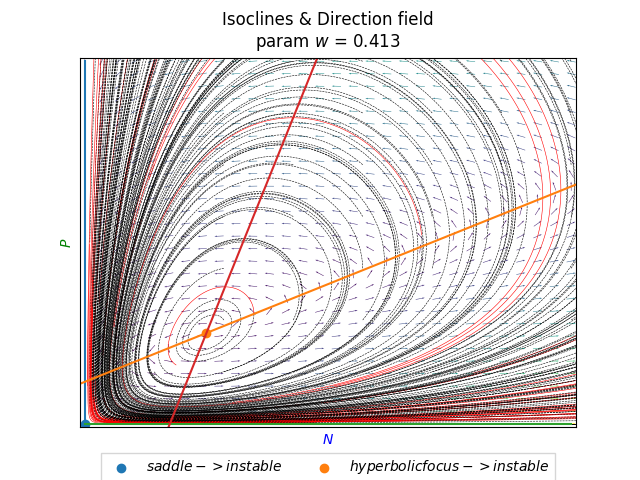 Isoclines & Direction field
param w = 0.413
P
N
saddle -> instable
hyperbolicfocus -> instable